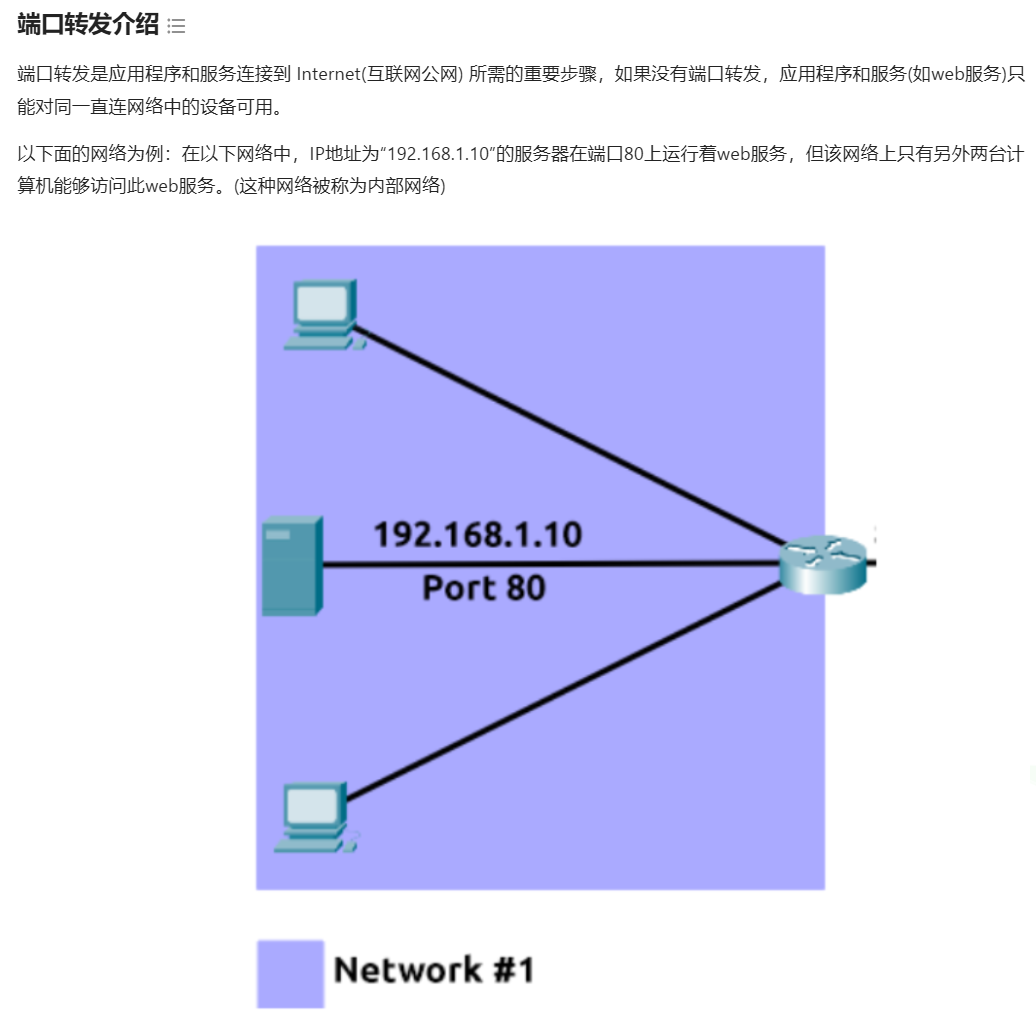 端口转发介绍
端口转发是应用程序和服务连接到 Internet(互联网公网) 所需的重要步骤，如果没有端口转发，应用程序和服务(如web服务)只
能对同一直连网络中的设备可用。
以下面的网络为例：在以下网络中，IP地址为“192.168.1.10”的服务器在端口80上运行着web服务，但该网络上只有另外两台计
算机能够访问此web服务。(这种网络被称为内部网络)
192.168.1.10
Port 80
Network #1